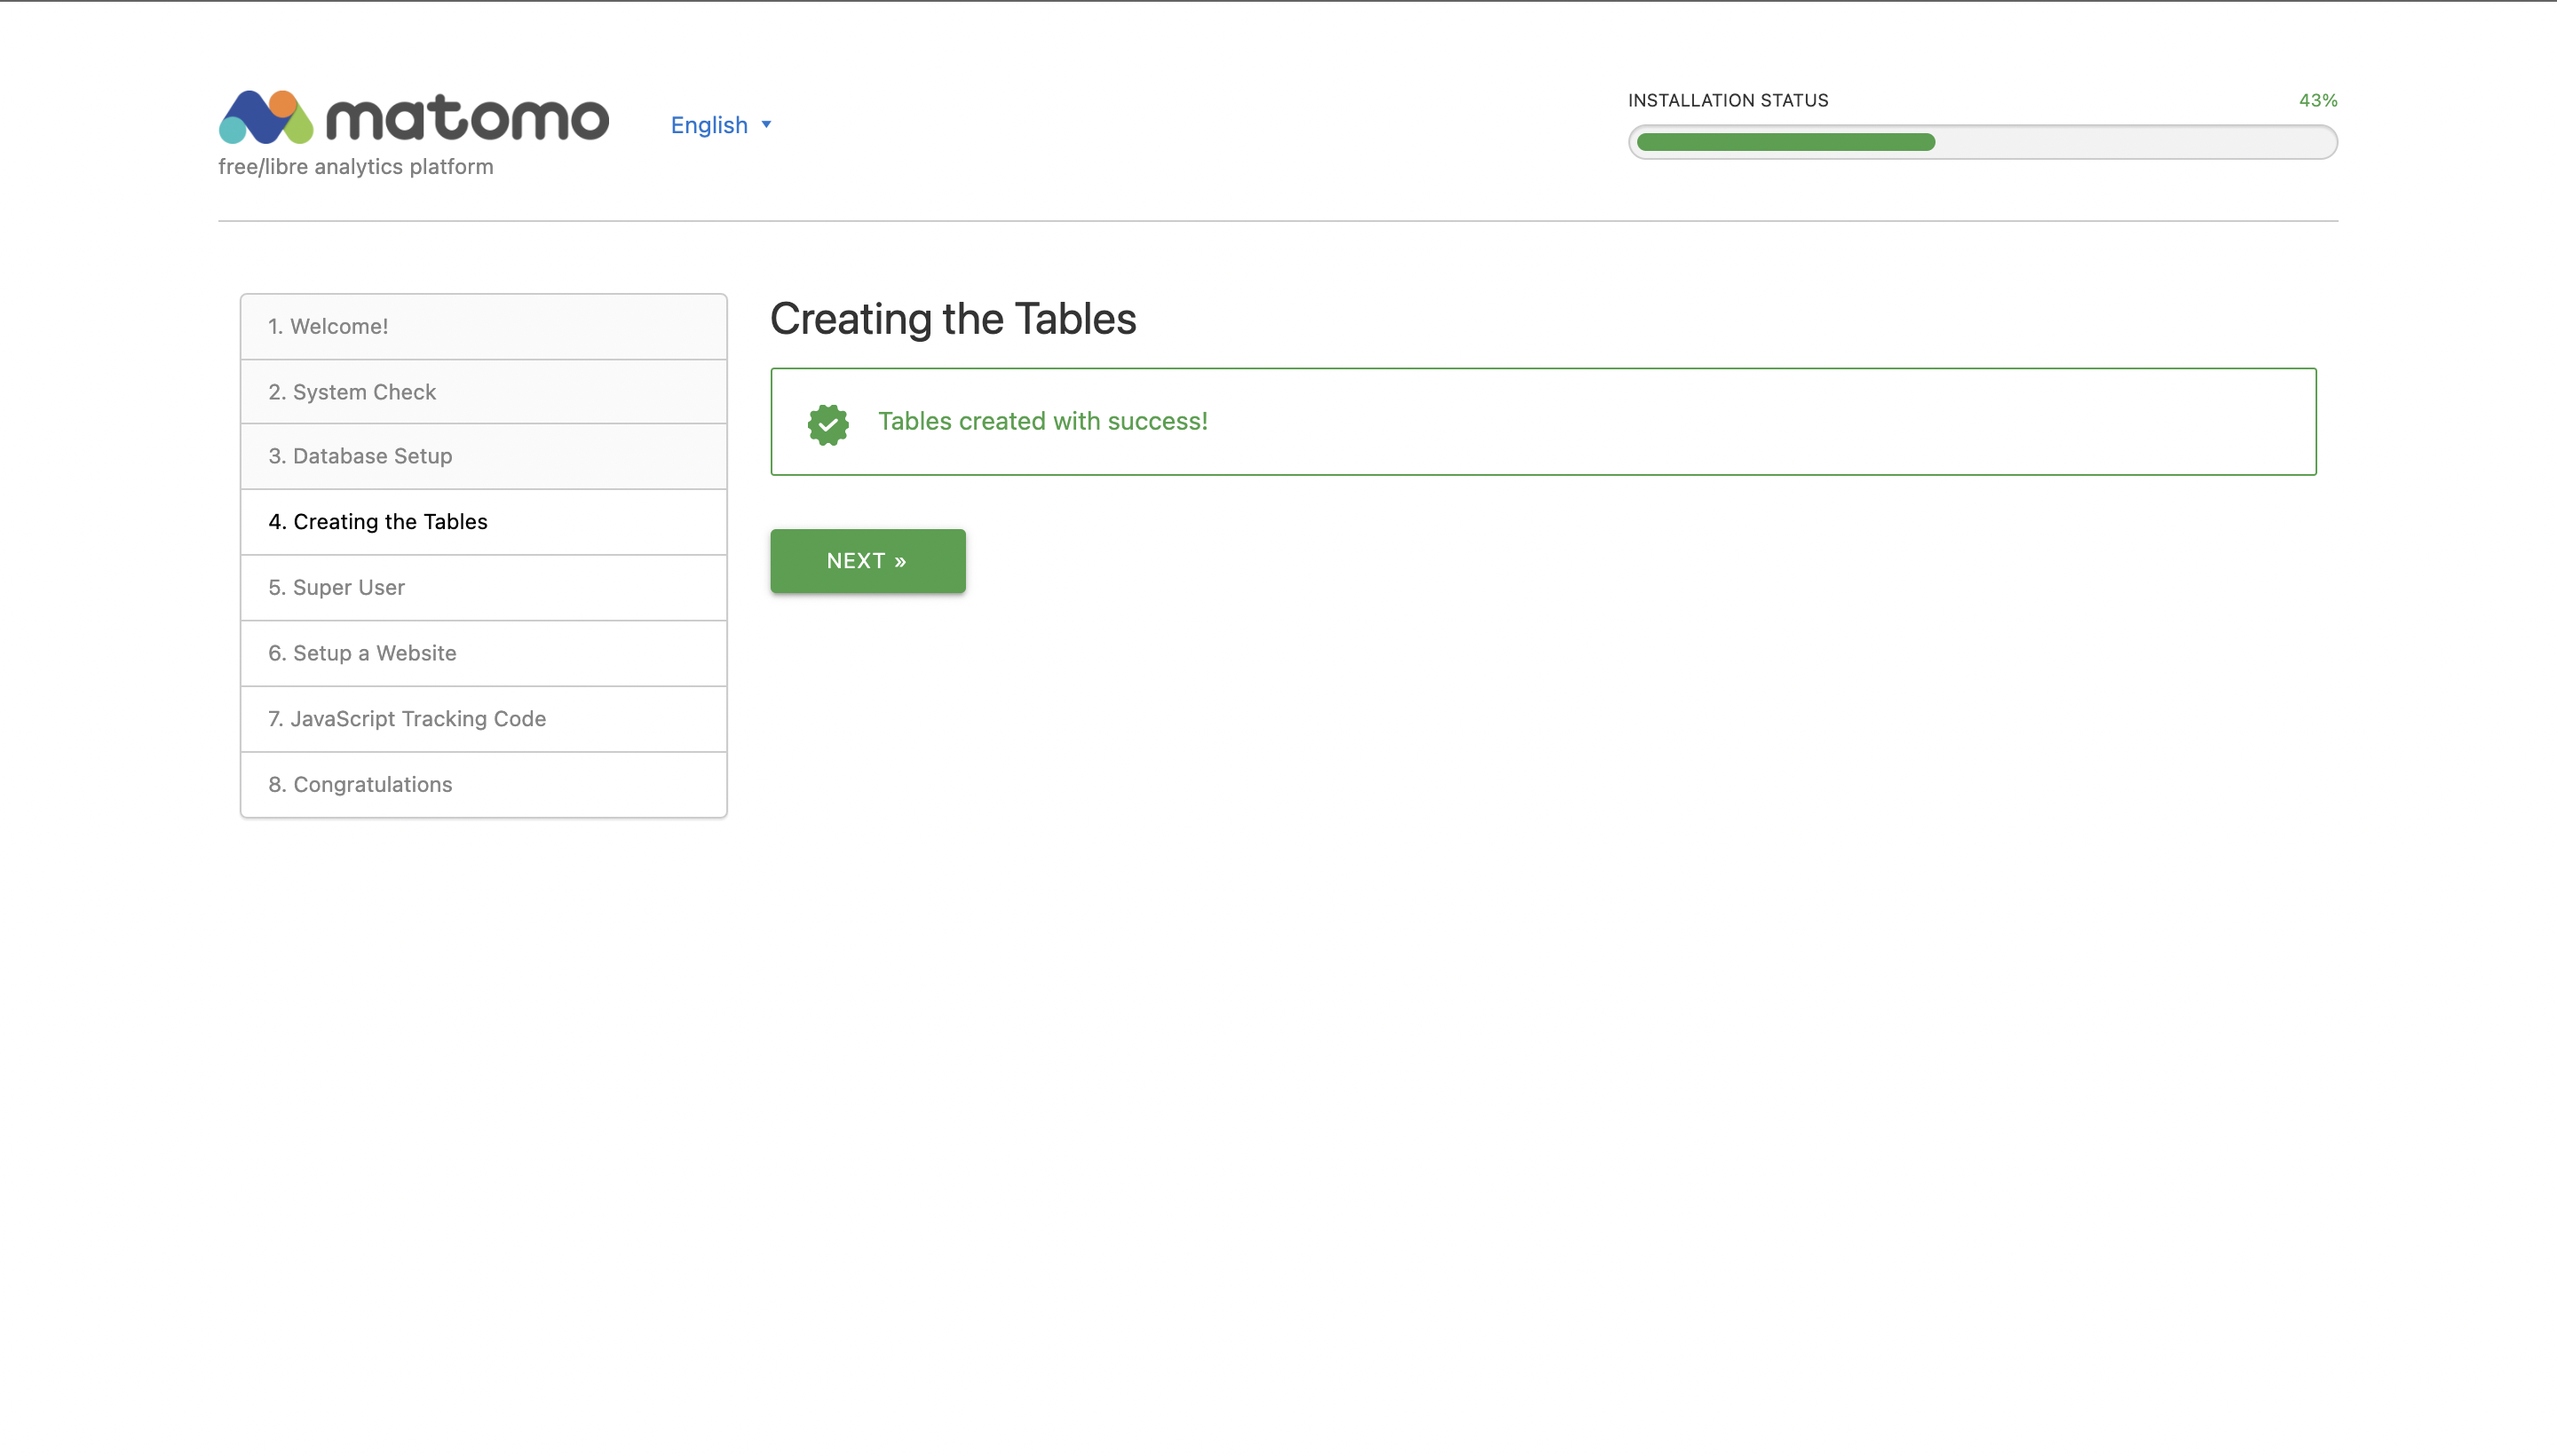 matomo
English
free/libre analytics platform
INSTALLATION STATUS 43%
1. Welcome!
2. System Check
3. Database Setup
4. Creating the Tables
5. Super User
6. Setup a Website
7. JavaScript Tracking Code
8. Congratulations
Creating the Tables
Tables created with success!
NEXT »